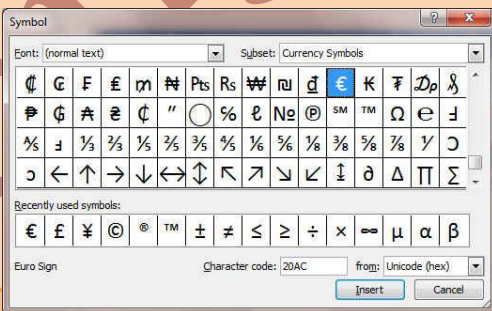 Symbol
Font: (normal text) Subset: Currency Symbols
₡ ₢ ₣ ₤ ₥ ₦ ₧ ₨ ₩ ₪ ₫ € ₭ ₮ ₯ ₰
₱ ₲ ₳ ₴ ₵ ″ ◯ ℅ ℓ № ℗ ℠ ™ Ω ℮ Ⅎ
⅍ ⅎ ⅓ ⅔ ⅕ ⅖ ⅗ ⅘ ⅙ ⅚ ⅛ ⅜ ⅝ ⅞ ⅟ Ↄ
ↄ ← ↑ → ↓ ↔ ↕ ↖ ↗ ↘ ↙ ↨ ∂ ∆ ∏ ∑
Recently used symbols:
€ £ ¥ © ® ™ ± ≠ ≤ ≥ ÷ × ∞ µ α β
Euro Sign Character code: 20AC from: Unicode (hex)
Insert Cancel